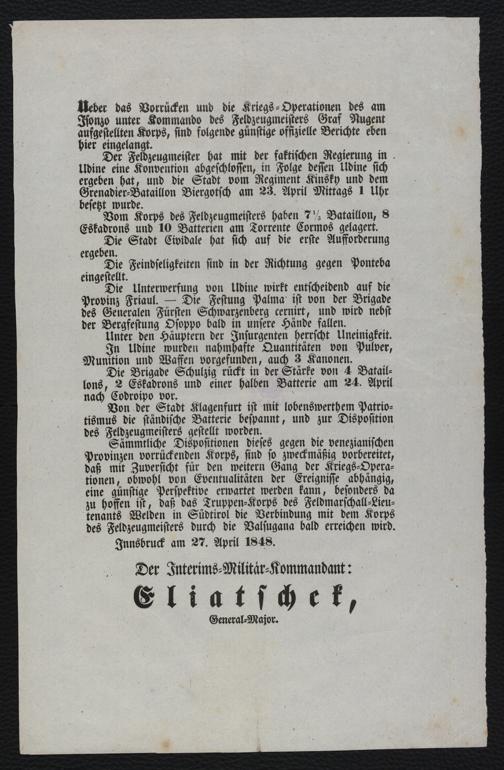 Ueber das Vorrücken und die Kriegs-Operationen des am
Isonzo unter Kommando des Feldzeugmeisters Graf Nugent
aufgestellten Korps, sind folgende günstige offizielle Berichte eben
hier eingelangt.
Der Feldzeugmeister hat mit der faktischen Regierung in
Udine eine Konvention abgeschlossen, in Folge dessen Udine sich
ergeben hat, und die Stadt vom Regiment Kinsky und dem
Grenadier-Bataillon Biergotsch am 23. April Mittags 1 Uhr
besetzt wurde.
Vom Korps des Feldzeugmeisters haben 7½ Bataillon, 8
Eskadrons und 10 Batterien am Torrente Cormos gelagert.
Die Stadt Cividale hat sich auf die erste Aufforderung
ergeben.
Die Feindseligkeiten sind in der Richtung gegen Ponteba
eingestellt.
Die Unterwerfung von Udine wirkt entscheidend auf die
Provinz Friaul. — Die Festung Palma ist von der Brigade
des Generalen Fürsten Schwarzenberg cernirt, und wird nebst
der Bergfestung Osoppo bald in unsere Hände fallen.
Unter den Häuptern der Insurgenten herrscht Uneinigkeit.
In Udine wurden nahmhafte Quantitäten von Pulver,
Munition und Waffen vorgefunden, auch 3 Kanonen.
Die Brigade Schulzig rückt in der Stärke von 4 Batail-
lons, 2 Eskadrons und einer halben Batterie am 24. April
nach Codroipo vor.
Von der Stadt Klagenfurt ist mit lobenswerthem Patrio-
tismus die ständische Batterie bespannt, und zur Disposition
des Feldzeugmeisters gestellt worden.
Sämmtliche Dispositionen dieses gegen die venezianischen
Provinzen vorrückenden Korps, sind so zweckmäßig vorbereitet,
daß mit Zuversicht für den weitern Gang der Kriegs-Opera-
tionen, obwohl von Eventualitäten der Ereignisse abhängig,
eine günstige Perspektive erwartet werden kann, besonders da
zu hoffen ist, daß das Truppen-Korps des Feldmarschall-Lieu-
tenants Welden in Südtirol die Verbindung mit dem Korps
des Feldzeugmeisters durch die Valsugana bald erreichen wird.
Innsbruck am 27. April 1848.
Der Interims-Militär-Kommandant:
Eliatschek,
General-Major.